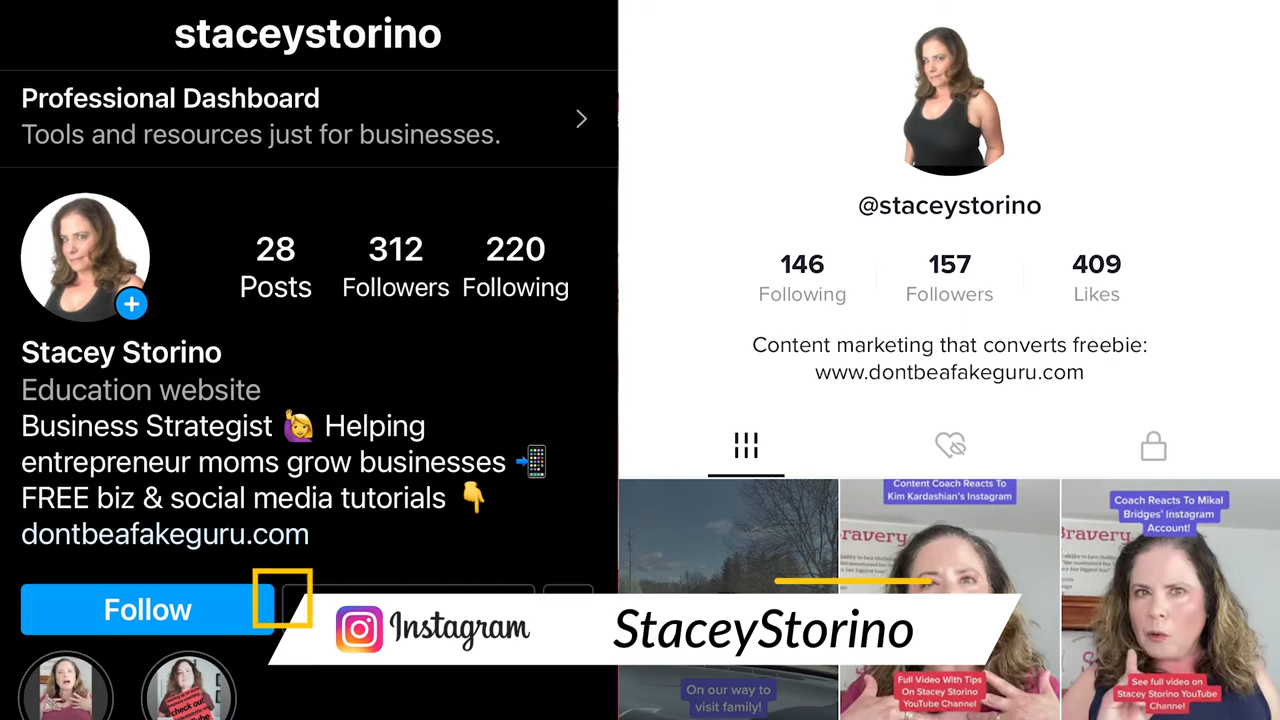 staceystorino
Professional Dashboard
Tools and resources just for businesses.
28
Posts
312
Followers
220
Following
Stacey Storino
Education website
Business Strategist 🙋‍♀️ Helping
entrepreneur moms grow businesses 📲
FREE biz & social media tutorials 👇
dontbeafakeguru.com
Follow
check out
@staceystorino
146
Following
157
Followers
409
Likes
Content marketing that converts freebie:
www.dontbeafakeguru.com
On our way to
visit family!
Content Coach Reacts To
Kim Kardashian's Instagram
Bravery
Full Video With Tips
On Stacey Storino
YouTube Channel
Coach Reacts To Mikal
Bridges' Instagram
Account!
See full video on
Stacey Storino YouTube
Channel!
Instagram
StaceyStorino